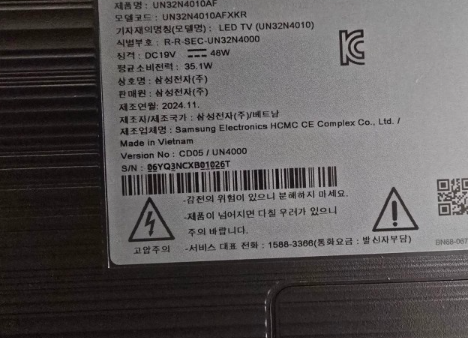 제품명 : UN32N4010AF
모델코드 : UN32N4010AFXKR
기자재의명칭(모델명) : LED TV (UN32N4010)
식별부호 : R-R-SEC-UN32N4000
정격 : DC19V ⎓ 48W
평균소비전력 : 35.1W
상호명 : 삼성전자(주)
판매원 : 삼성전자(주)
제조연월: 2024.11.
제조자/제조국가 : 삼성전자(주)/베트남
제조업체명 : Samsung Electronics HCMC CE Complex Co., Ltd. /
Made in Vietnam
Version No : CD05 / UN4000
S/N : 06YQ3NCXB01026T
-감전의 위험이 있으니 분해하지 마세요.
-제품이 넘어지면 다칠 우려가 있으니
주의 바랍니다.
고압주의
-서비스 대표 전화 : 1588-3366(통화요금 : 발신자부담)